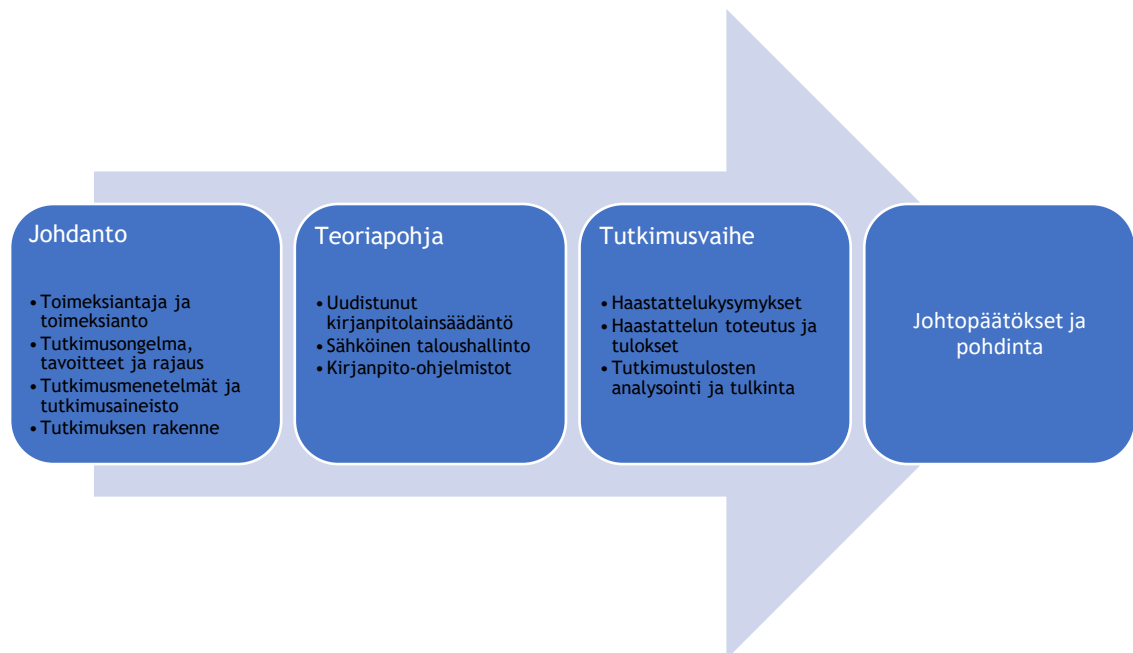 Johdanto
• Toimeksiantaja ja
toimeksianto
• Tutkimusongelma,
tavoitteet ja rajaus
• Tutkimusmenetelmät ja
tutkimusaineisto
• Tutkimuksen rakenne
Teoriapohja
• Uudistunut
kirjanpitolainsäädäntö
• Sähköinen taloushallinto
• Kirjanpito-ohjelmistot
Tutkimusvaihe
• Haastattelukysymykset
• Haastattelun toteutus ja
tulokset
• Tutkimustulosten
analysointi ja tulkinta
Johtopäätökset ja
pohdinta